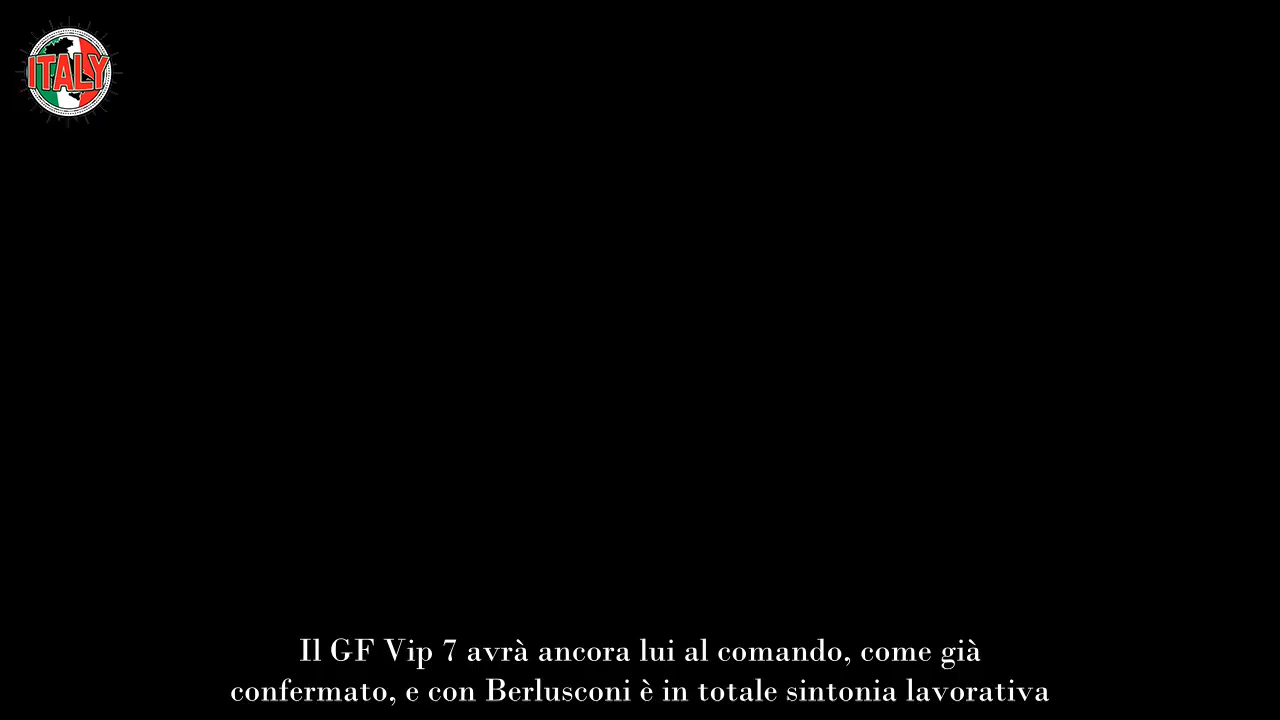 ITALY
Il GF Vip 7 avrà ancora lui al comando, come già
confermato, e con Berlusconi è in totale sintonia lavorativa